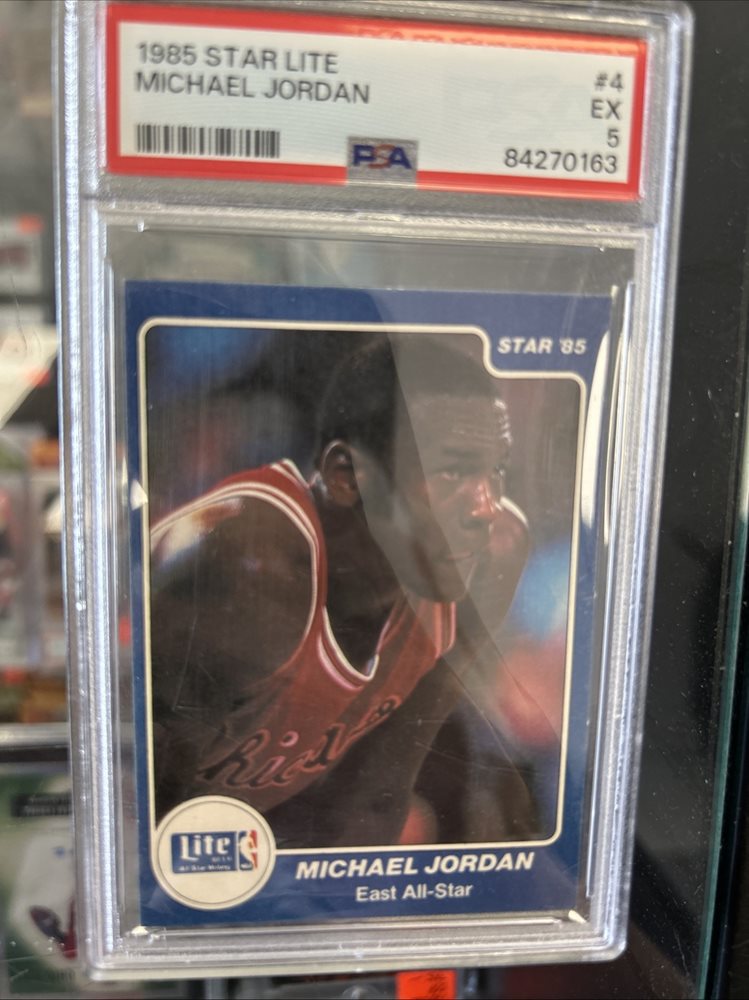 1985 STAR LITE
MICHAEL JORDAN
#4
EX
5
PSA
84270163
STAR '85
Lite
MICHAEL JORDAN
East All-Star